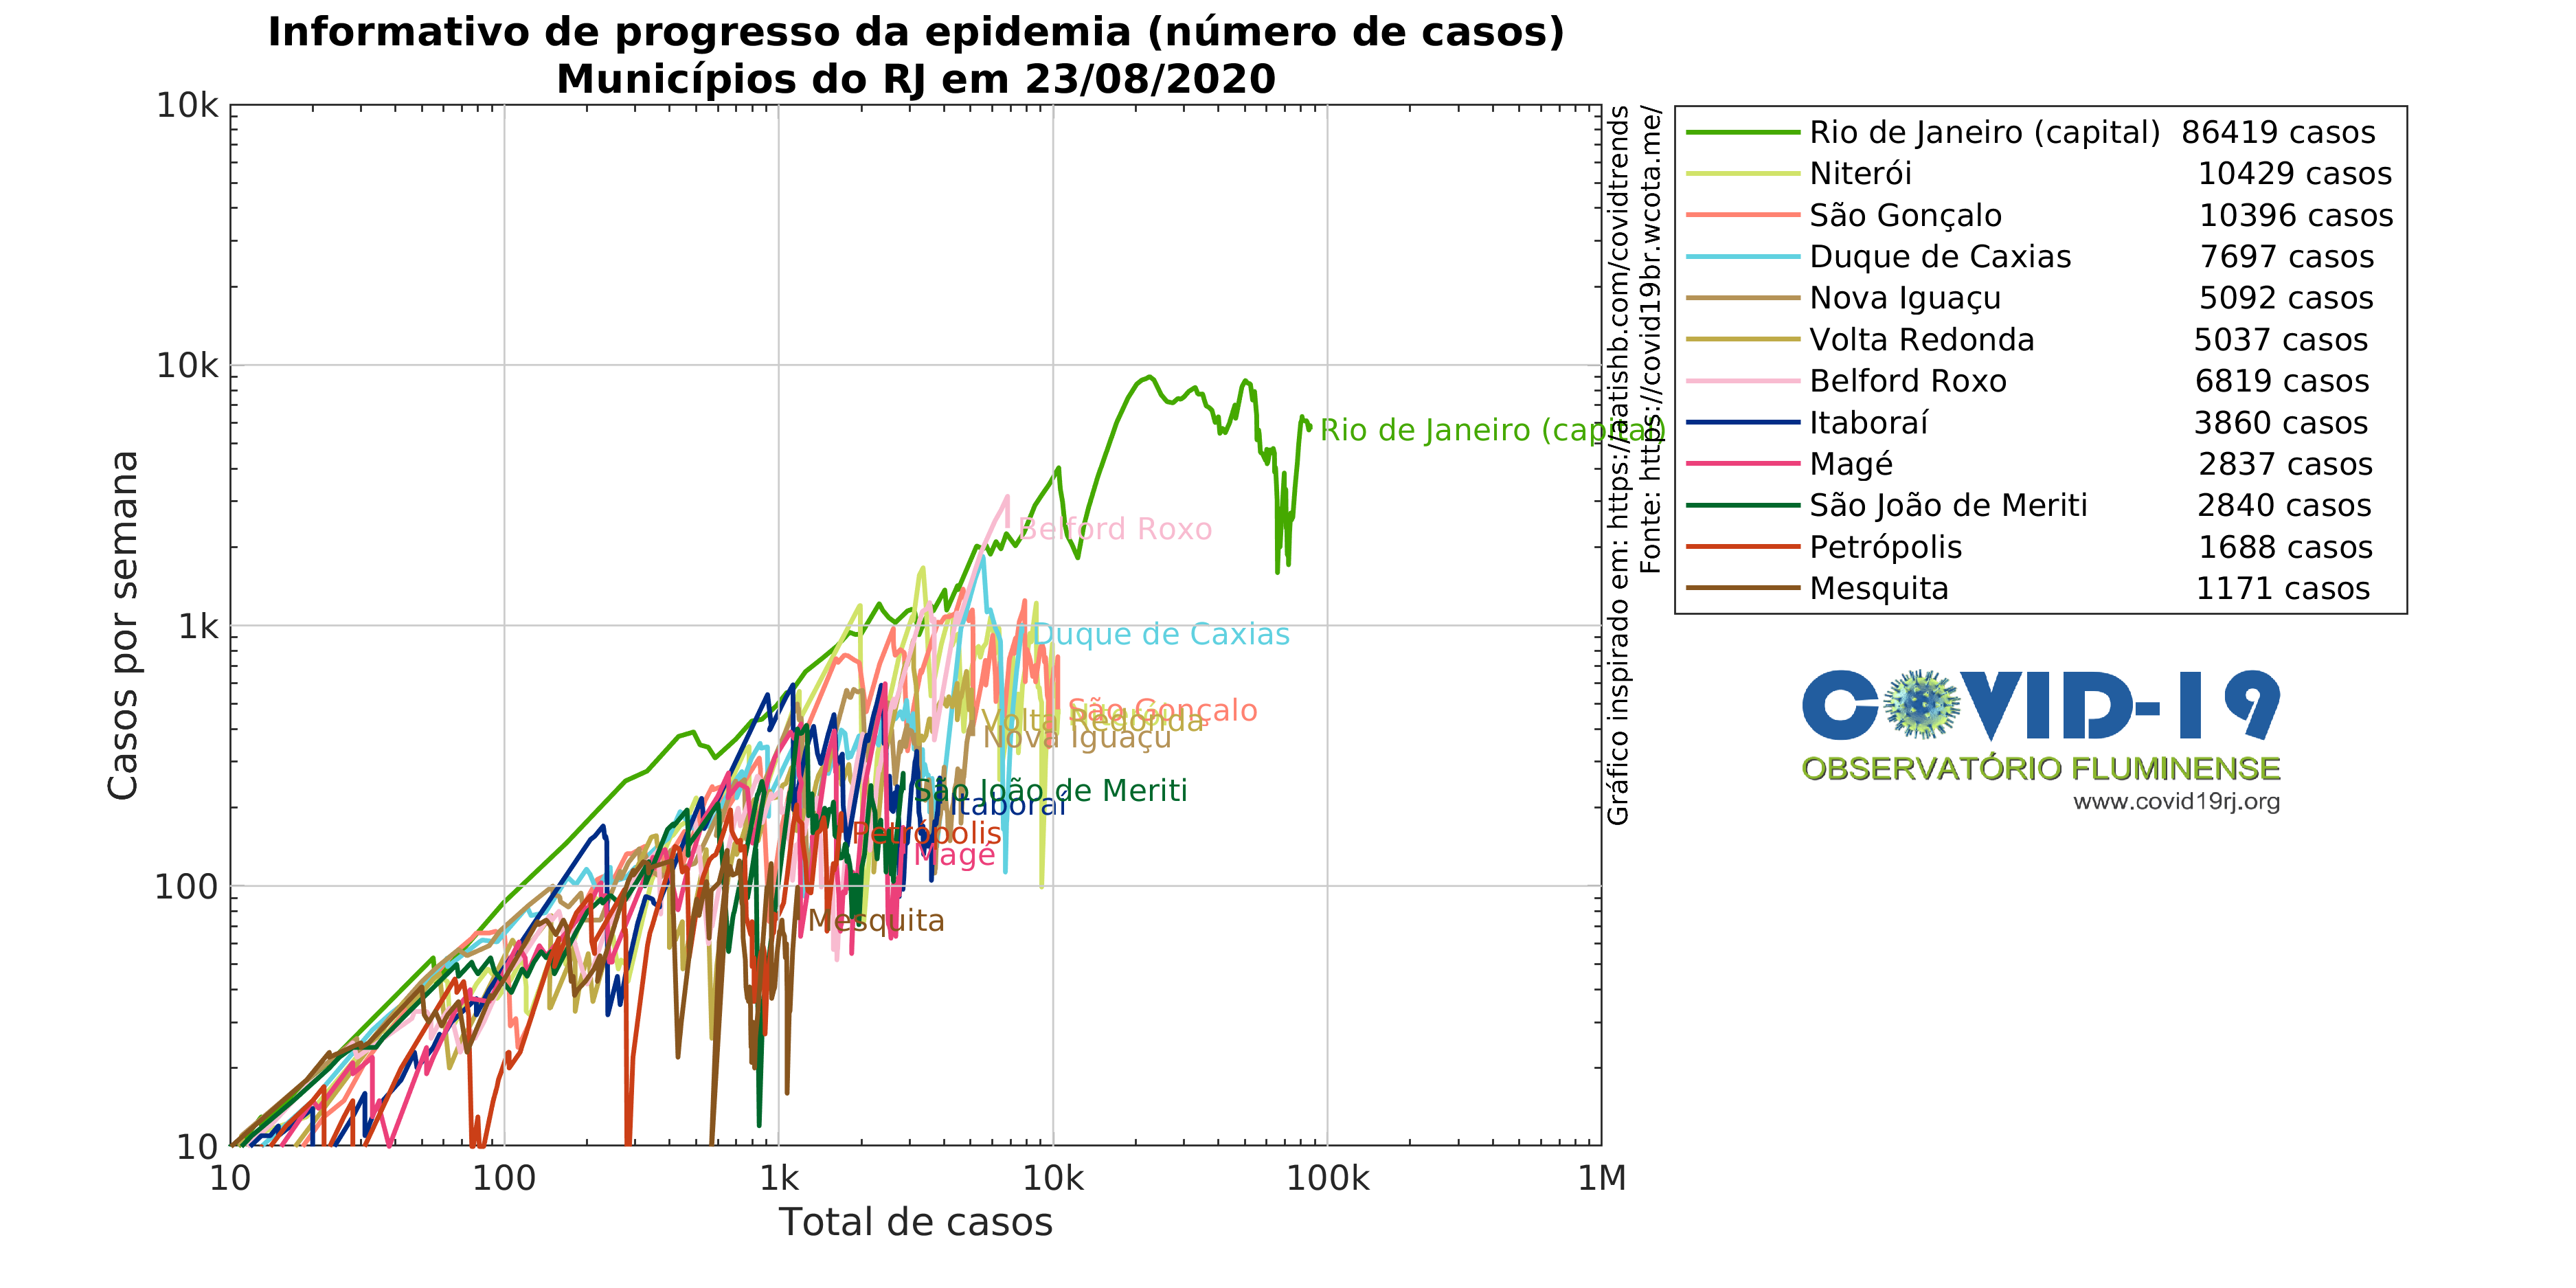 Informativo de progresso da epidemia (número de casos)
Municípios do RJ em 23/08/2020
10k
10k
1k
100
10
Casos por semana
10
100
1k
10k
100k
1M
Total de casos
Rio de Janeiro (capital)
Belford Roxo
Duque de Caxias
São Gonçalo
Volta Redonda
Nova Iguaçu
São João de Meriti
Itaboraí
Petrópolis
Magé
Mesquita
Gráfico inspirado em: https://aatishb.com/covidtrends
Fonte: https://covid19br.wcota.me/
Rio de Janeiro (capital) 86419 casos
Niterói 10429 casos
São Gonçalo 10396 casos
Duque de Caxias 7697 casos
Nova Iguaçu 5092 casos
Volta Redonda 5037 casos
Belford Roxo 6819 casos
Itaboraí 3860 casos
Magé 2837 casos
São João de Meriti 2840 casos
Petrópolis 1688 casos
Mesquita 1171 casos
COVID-19
OBSERVATÓRIO FLUMINENSE
www.covid19rj.org